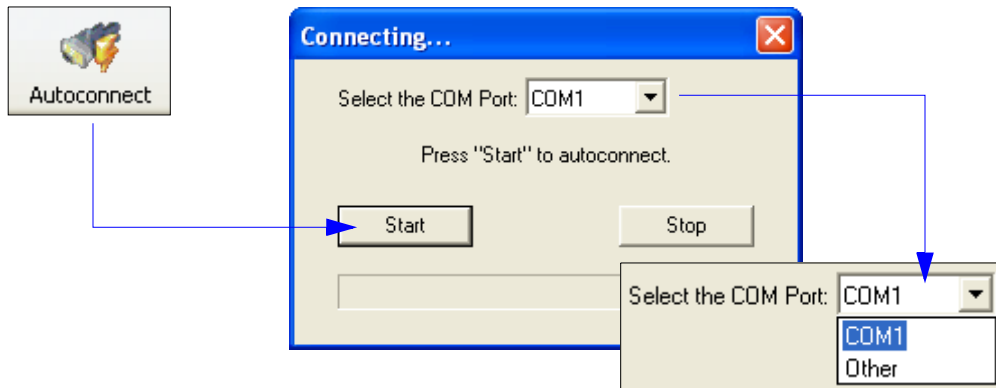 Autoconnect
Connecting...
Select the COM Port: COM1
Press "Start" to autoconnect.
Start
Stop
Select the COM Port: COM1
COM1
Other